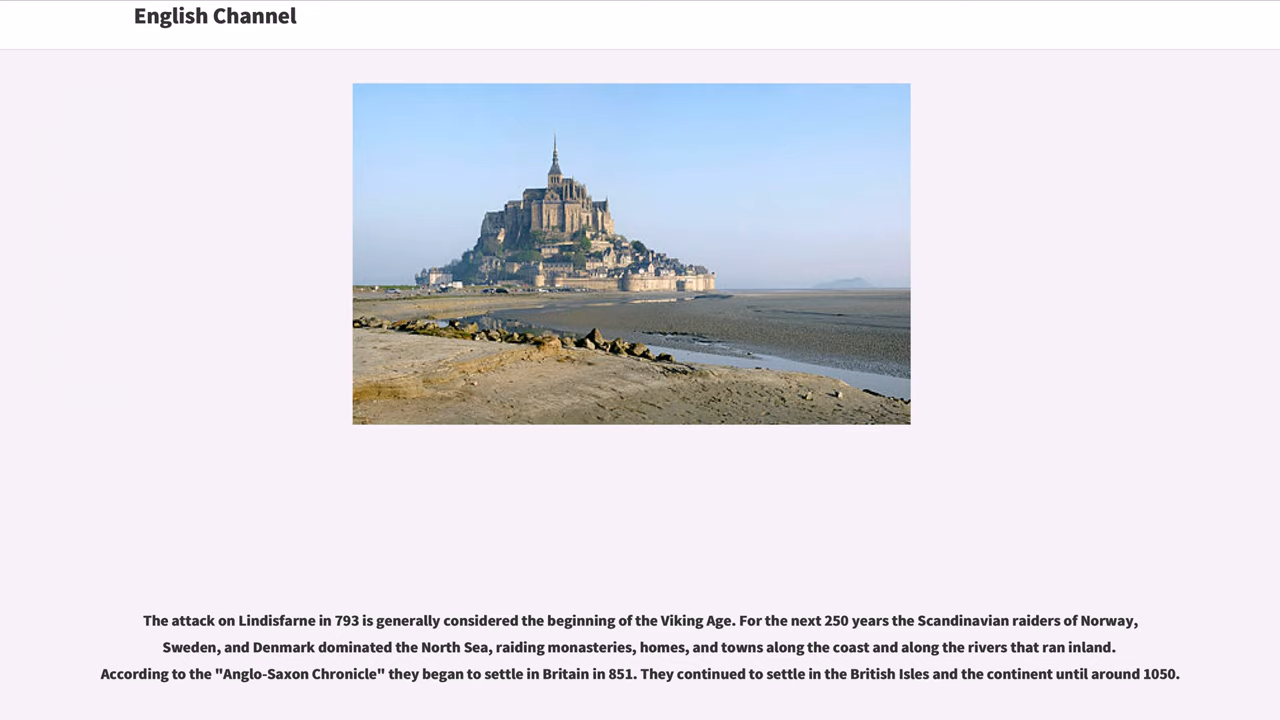 English Channel
The attack on Lindisfarne in 793 is generally considered the beginning of the Viking Age. For the next 250 years the Scandinavian raiders of Norway,
Sweden, and Denmark dominated the North Sea, raiding monasteries, homes, and towns along the coast and along the rivers that ran inland.
According to the "Anglo-Saxon Chronicle" they began to settle in Britain in 851. They continued to settle in the British Isles and the continent until around 1050.